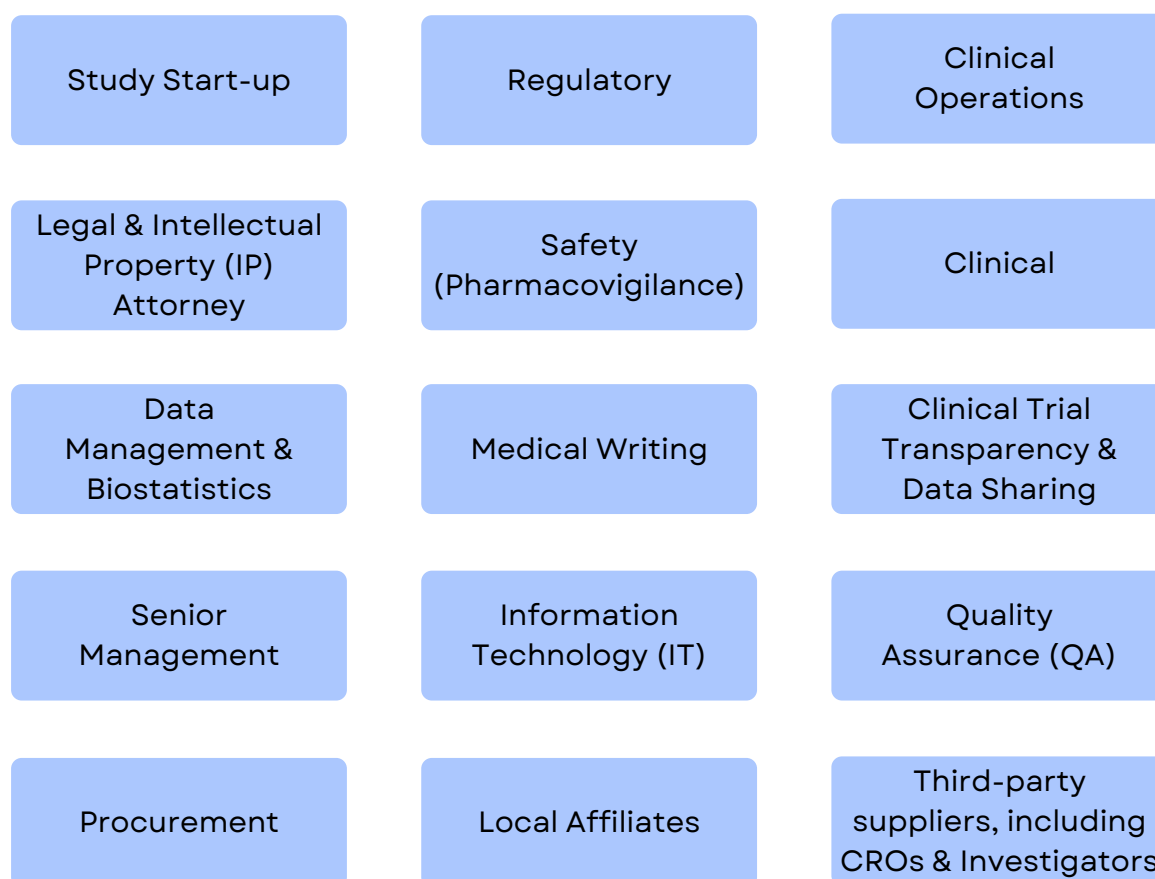 Study Start-up
Regulatory
Clinical
Operations
Legal & Intellectual
Property (IP)
Attorney
Safety
(Pharmacovigilance)
Clinical
Data
Management &
Biostatistics
Medical Writing
Clinical Trial
Transparency &
Data Sharing
Senior
Management
Information
Technology (IT)
Quality
Assurance (QA)
Procurement
Local Affiliates
Third-party
suppliers, including
CROs & Investigators